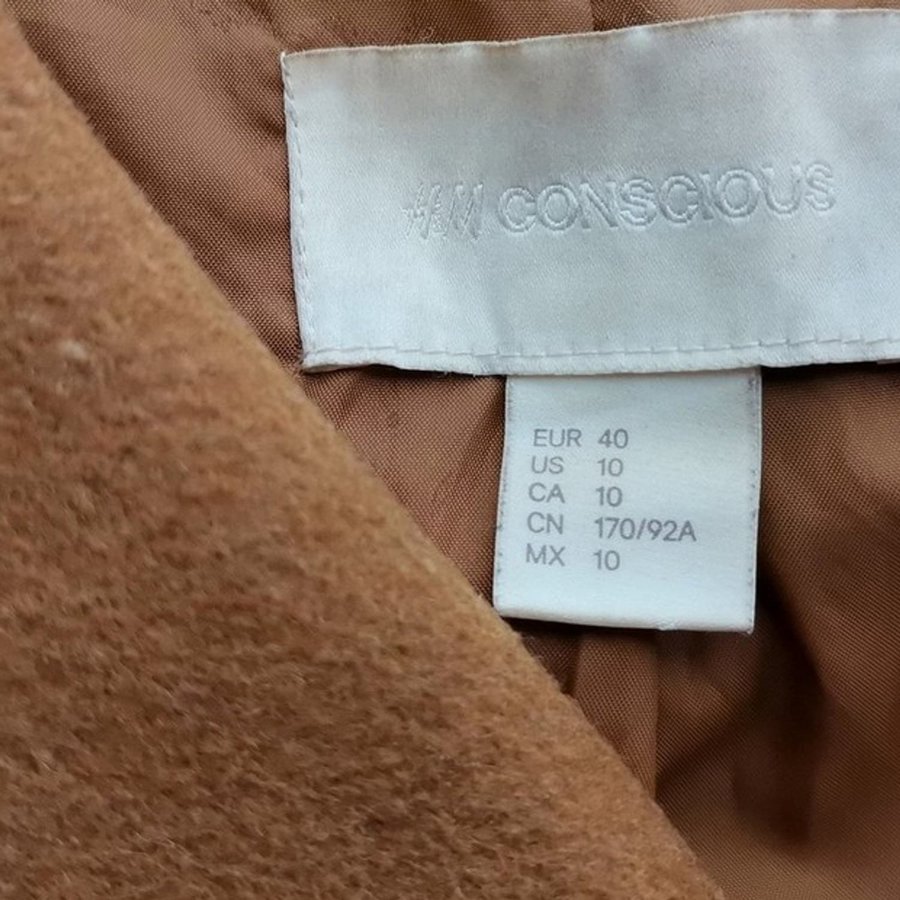 H&M CONSCIOUS
EUR 40
US 10
CA 10
CN 170/92A
MX 10